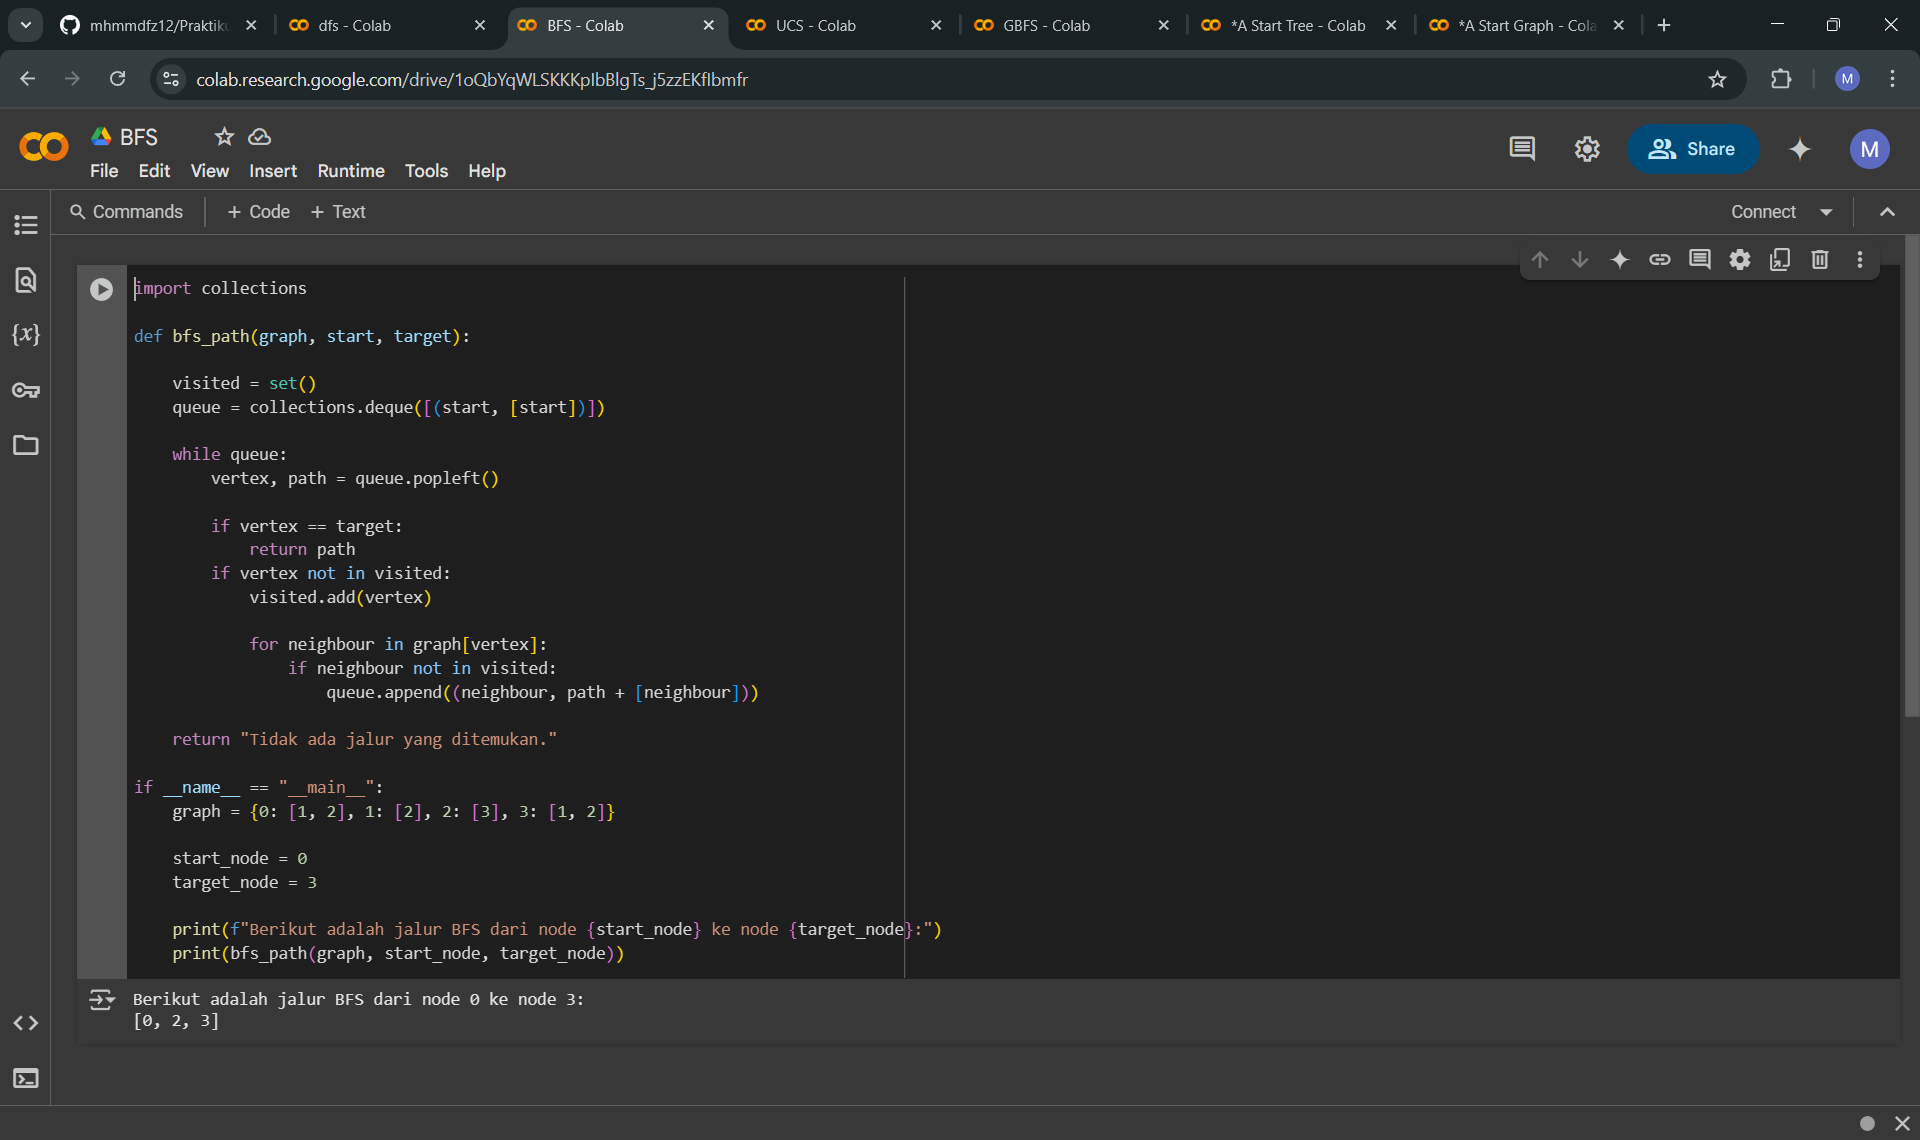 mhmmdfz12/Praktik
dfs - Colab
BFS - Colab
UCS - Colab
GBFS - Colab
*A Start Tree - Colab
*A Start Graph - Cola
colab.research.google.com/drive/1oQbYqWLSKKKpIbBlgTs_j5zzEKfIbmfr
M
BFS
File Edit View Insert Runtime Tools Help
Share
M
Commands
+ Code + Text
Connect
{x}
import collections
def bfs_path(graph, start, target):
    visited = set()
    queue = collections.deque([(start, [start])])
    while queue:
        vertex, path = queue.popleft()
        if vertex == target:
            return path
        if vertex not in visited:
            visited.add(vertex)
            for neighbour in graph[vertex]:
                if neighbour not in visited:
                    queue.append((neighbour, path + [neighbour]))
    return "Tidak ada jalur yang ditemukan."
if __name__ == "__main__":
    graph = {0: [1, 2], 1: [2], 2: [3], 3: [1, 2]}
    start_node = 0
    target_node = 3
    print(f"Berikut adalah jalur BFS dari node {start_node} ke node {target_node}:")
    print(bfs_path(graph, start_node, target_node))
Berikut adalah jalur BFS dari node 0 ke node 3:
[0, 2, 3]